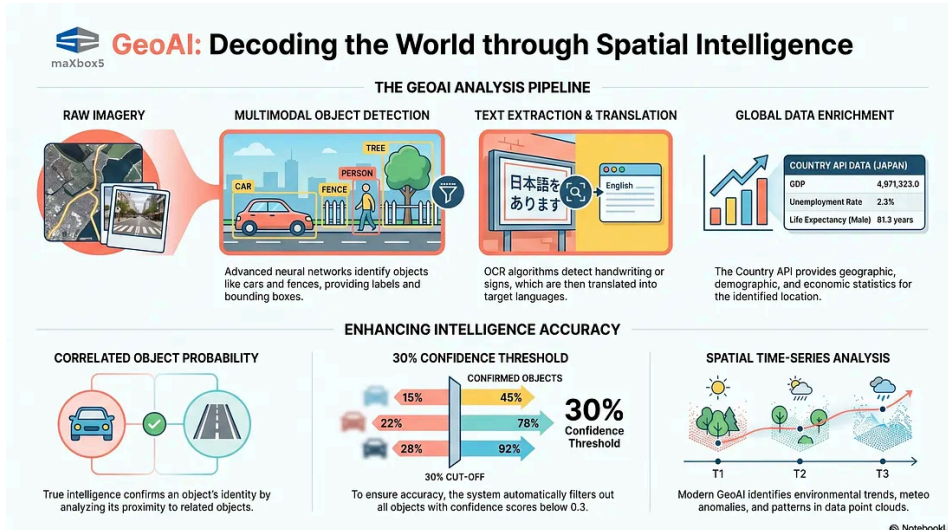 maXbox5
GeoAI: Decoding the World through Spatial Intelligence
THE GEOAI ANALYSIS PIPELINE
RAW IMAGERY
MULTIMODAL OBJECT DETECTION
CAR
FENCE
PERSON
TREE
Advanced neural networks identify objects
like cars and fences, providing labels and
bounding boxes.
TEXT EXTRACTION & TRANSLATION
日本語を
あります
English
OCR algorithms detect handwriting or
signs, which are then translated into
target languages.
GLOBAL DATA ENRICHMENT
COUNTRY API DATA (JAPAN)
GDP 4,971,323.0
Unemployment Rate 2.3%
Life Expectancy (Male) 81.3 years
The Country API provides geographic,
demographic, and economic statistics for
the identified location.
ENHANCING INTELLIGENCE ACCURACY
CORRELATED OBJECT PROBABILITY
True intelligence confirms an object's identity by
analyzing its proximity to related objects.
30% CONFIDENCE THRESHOLD
CONFIRMED OBJECTS
15% 45%
22% 78%
28% 92%
30% CUT-OFF
30%
Confidence
Threshold
To ensure accuracy, the system automatically filters out
all objects with confidence scores below 0.3.
SPATIAL TIME-SERIES ANALYSIS
T1 T2 T3
Modern GeoAI identifies environmental trends, meteo
anomalies, and patterns in data point clouds.